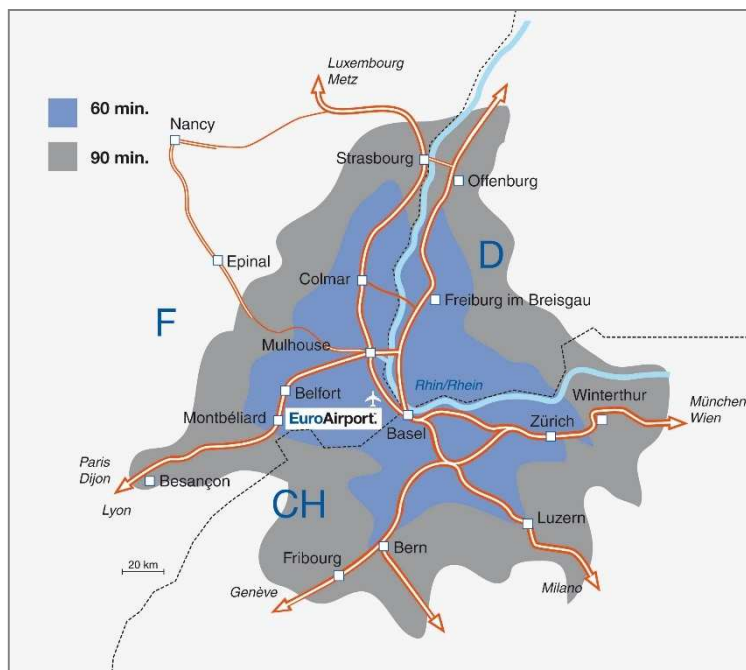 Luxembourg
Metz
60 min.
90 min.
Nancy
Strasbourg
Offenburg
D
Epinal
Colmar
Freiburg im Breisgau
F
Mulhouse
Rhin/Rhein
Belfort
Winterthur
München
Wien
Montbéliard
EuroAirport.
Basel
Zürich
Paris
Dijon
Besançon
Lyon
CH
Luzern
Bern
Fribourg
20 km
Genève
Milano